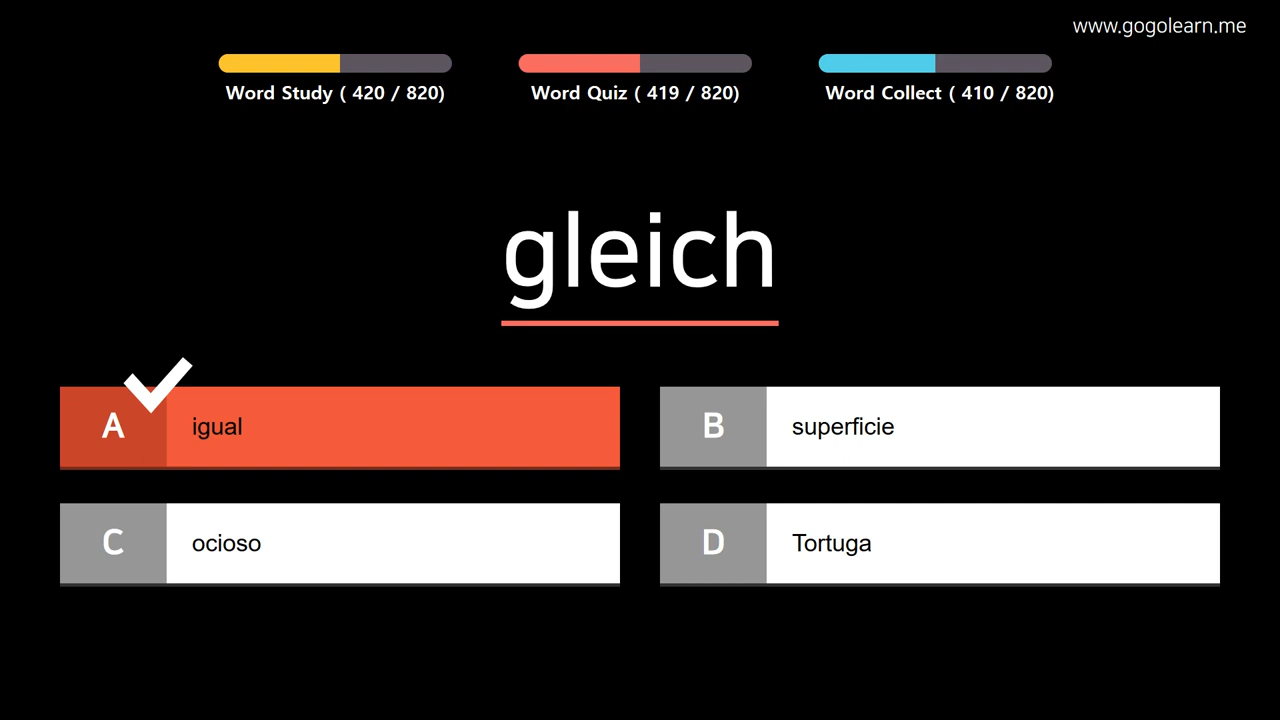 www.gogolearn.me
Word Study ( 420 / 820)
Word Quiz ( 419 / 820)
Word Collect ( 410 / 820)
gleich
A igual
B superficie
C ocioso
D Tortuga